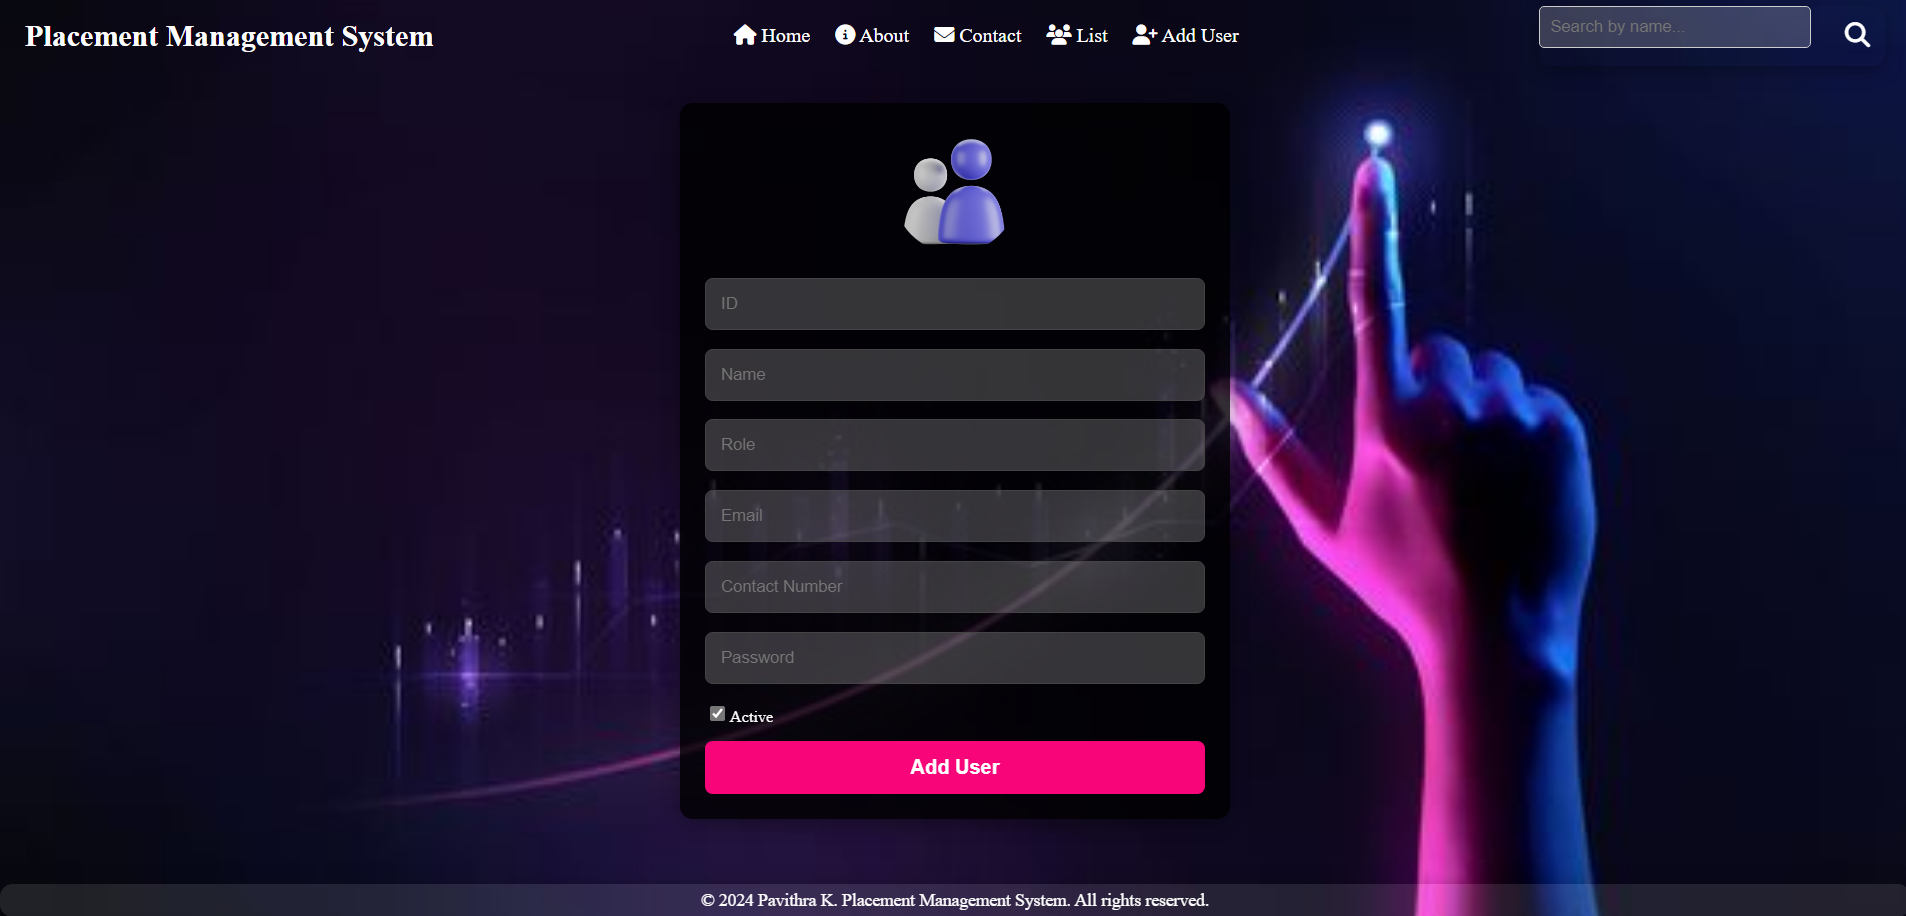 Placement Management System
Home About Contact List Add User
Search by name...
ID
Name
Role
Email
Contact Number
Password
Active
Add User
© 2024 Pavithra K. Placement Management System. All rights reserved.